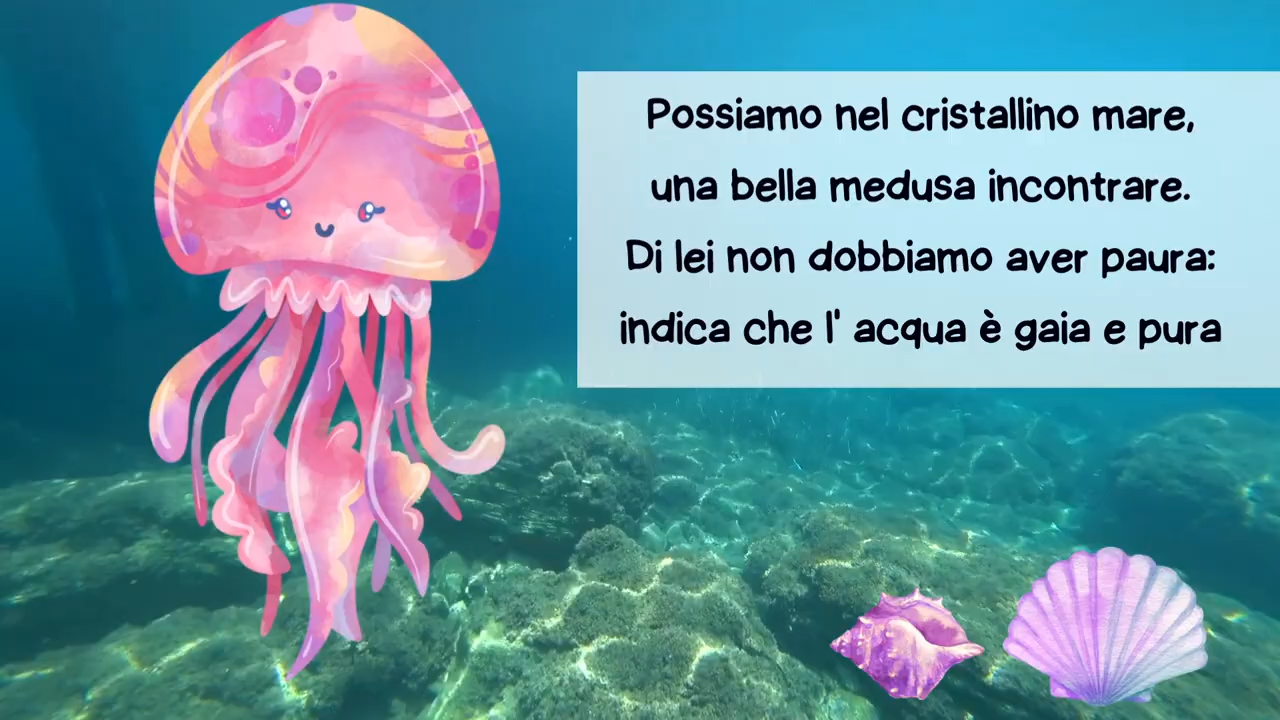 Possiamo nel cristallino mare,
una bella medusa incontrare.
Di lei non dobbiamo aver paura:
indica che l' acqua è gaia e pura